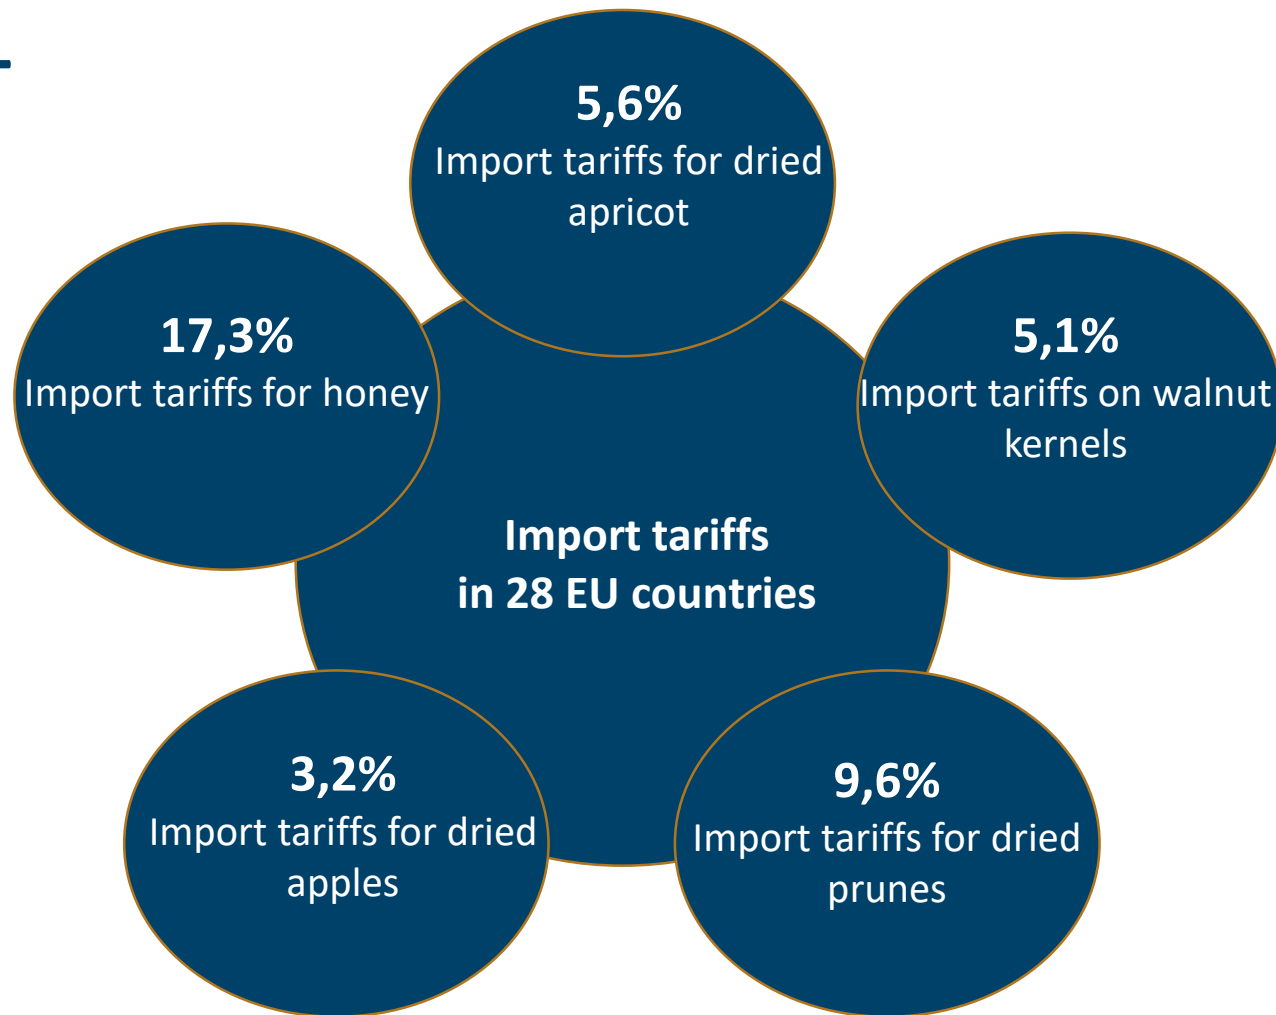 5,6%
Import tariffs for dried
apricot
17,3%
Import tariffs for honey
5,1%
Import tariffs on walnut
kernels
Import tariffs
in 28 EU countries
3,2%
Import tariffs for dried
apples
9,6%
Import tariffs for dried
prunes